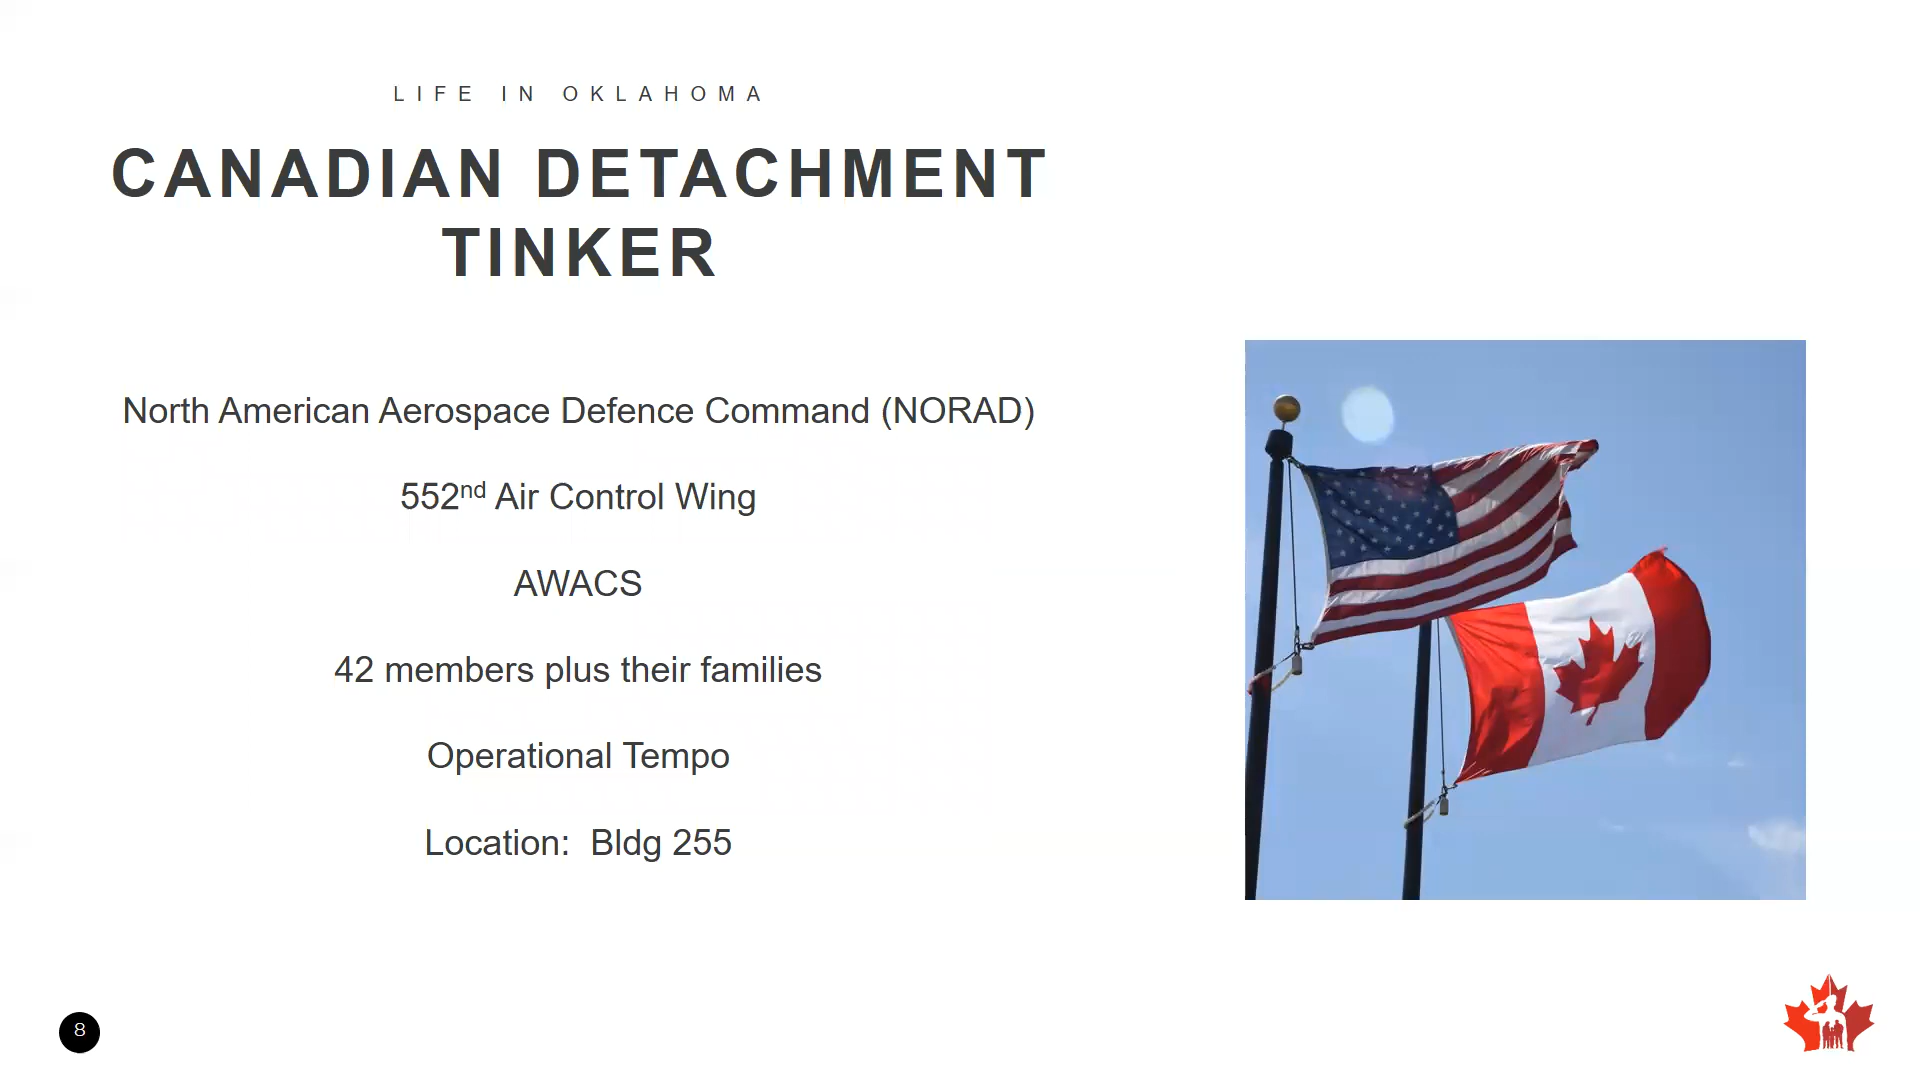 LIFE IN OKLAHOMA
CANADIAN DETACHMENT
TINKER
North American Aerospace Defence Command (NORAD)
552nd Air Control Wing
AWACS
42 members plus their families
Operational Tempo
Location:  Bldg 255
8